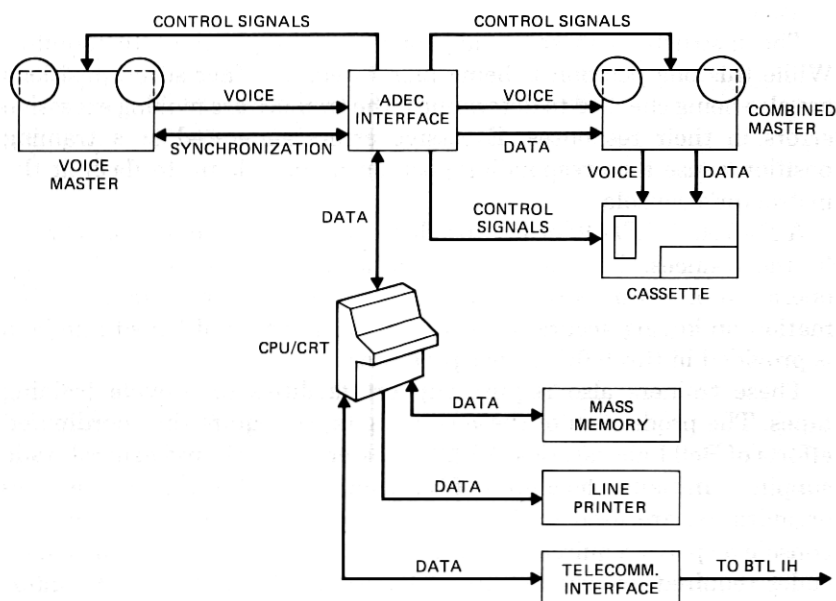 CONTROL SIGNALS
CONTROL SIGNALS
VOICE
SYNCHRONIZATION
VOICE
MASTER
ADEC
INTERFACE
VOICE
DATA
COMBINED
MASTER
VOICE
DATA
CONTROL
SIGNALS
CASSETTE
DATA
CPU/CRT
DATA
MASS
MEMORY
DATA
LINE
PRINTER
DATA
TELECOMM.
INTERFACE
TO BTL IH